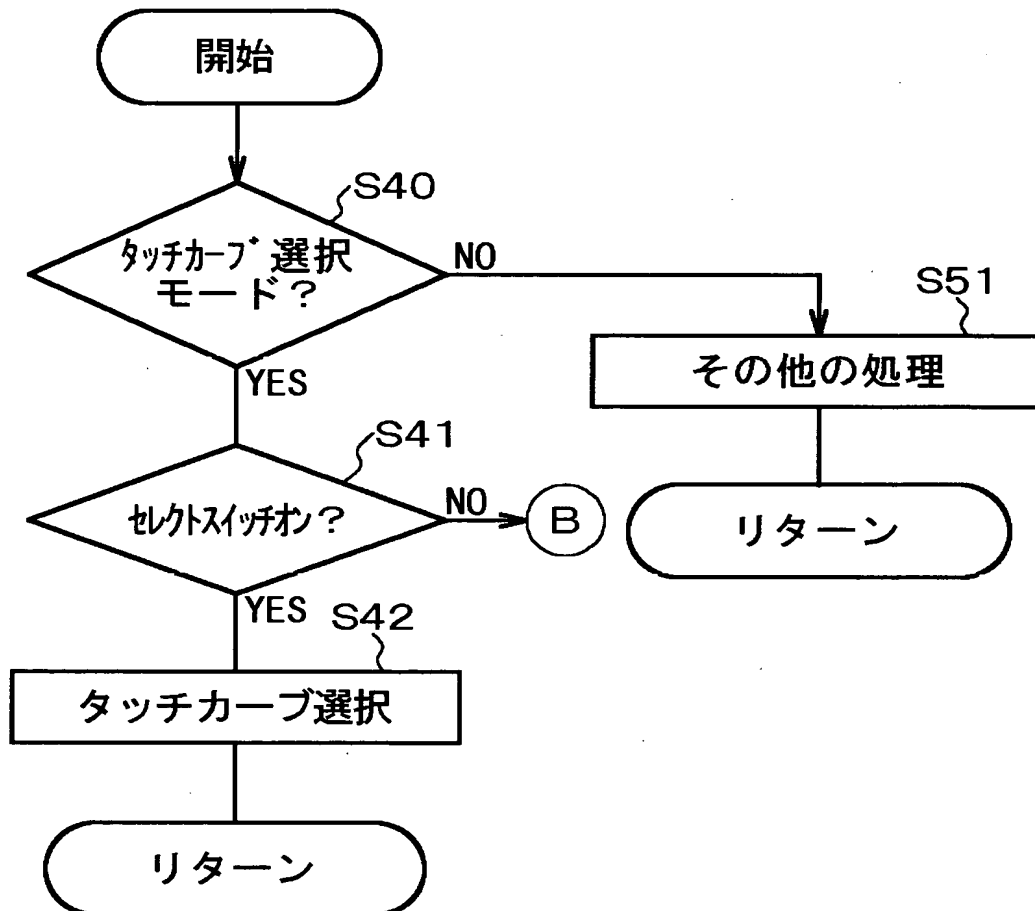 開始
S40
タッチカーブ選択
モード？
NO
YES
S51
その他の処理
リターン
S41
セレクトスイッチオン？
NO
B
YES
S42
タッチカーブ選択
リターン